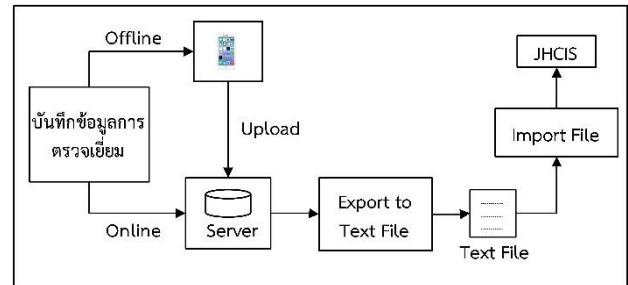 Offline
JHCIS
บันทึกข้อมูลการ
ตรวจเยี่ยม
Upload
Import File
Online
Server
Export to
Text File
Text File